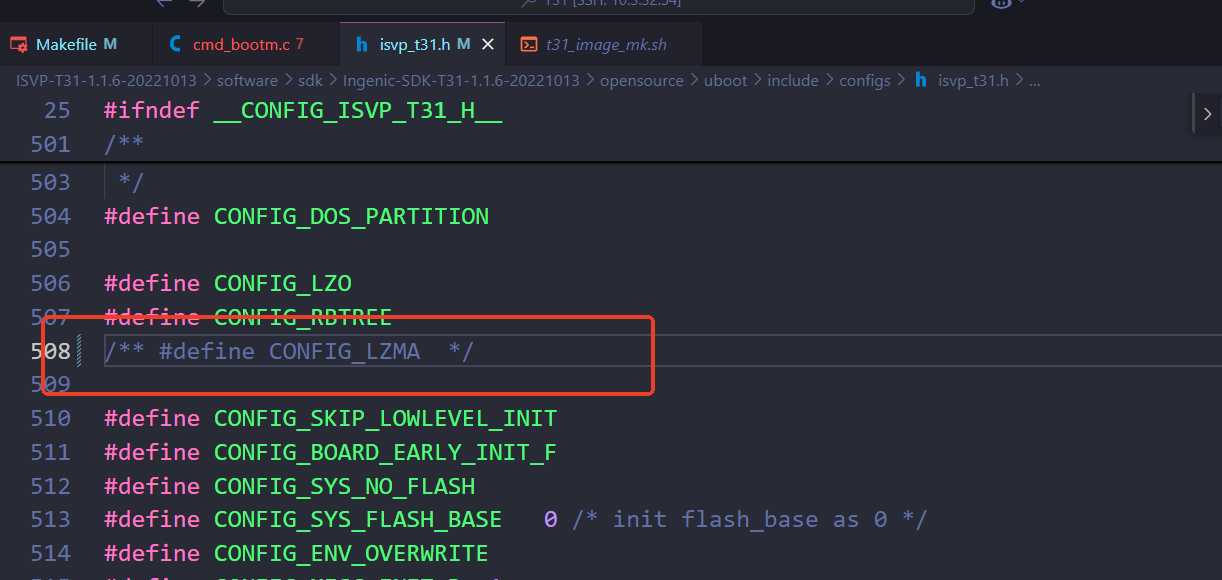 T31 [SSH: 10.3.32.54]
Makefile M
cmd_bootm.c 7
isvp_t31.h M
t31_image_mk.sh
ISVP-T31-1.1.6-20221013 > software > sdk > Ingenic-SDK-T31-1.1.6-20221013 > opensource > uboot > include > configs > isvp_t31.h > ...
25 #ifndef __CONFIG_ISVP_T31_H__
501 /**
503 */
504 #define CONFIG_DOS_PARTITION
505
506 #define CONFIG_LZO
507 #define CONFIG_RBTREE
508 /** #define CONFIG_LZMA */
509
510 #define CONFIG_SKIP_LOWLEVEL_INIT
511 #define CONFIG_BOARD_EARLY_INIT_F
512 #define CONFIG_SYS_NO_FLASH
513 #define CONFIG_SYS_FLASH_BASE 0 /* init flash_base as 0 */
514 #define CONFIG_ENV_OVERWRITE